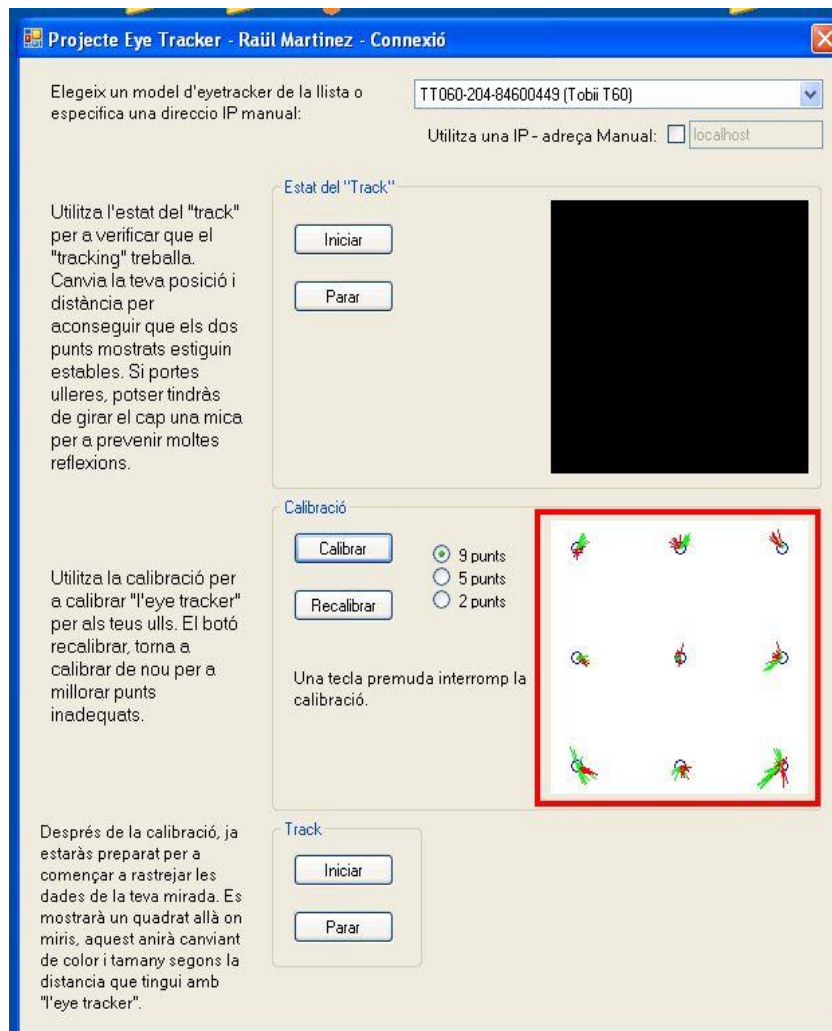 Projecte Eye Tracker - Raül Martinez - Connexió
Elegeix un model d'eyetracker de la llista o
especifica una direccio IP manual:
TT060-204-84600449 (Tobii T60)
Utilitza una IP - adreça Manual:
localhost
Estat del "Track"
Utilitza l'estat del "track"
per a verificar que el
"tracking" treballa.
Canvia la teva posició i
distància per
aconseguir que els dos
punts mostrats estiguin
estables. Si portes
ulleres, potser tindràs
de girar el cap una mica
per a prevenir moltes
reflexions.
Iniciar
Parar
Calibració
Utilitza la calibració per
a calibrar "l'eye tracker"
per als teus ulls. El botó
recalibrar, torna a
calibrar de nou per a
millorar punts
inadequats.
Calibrar
Recalibrar
9 punts
5 punts
2 punts
Una tecla premuda interromp la
calibració.
Després de la calibració, ja
estaràs preparat per a
començar a rastrejar les
dades de la teva mirada. Es
mostrarà un quadrat allà on
miris, aquest anirà canviant
de color i tamany segons la
distancia que tingui amb
"l'eye tracker".
Track
Iniciar
Parar